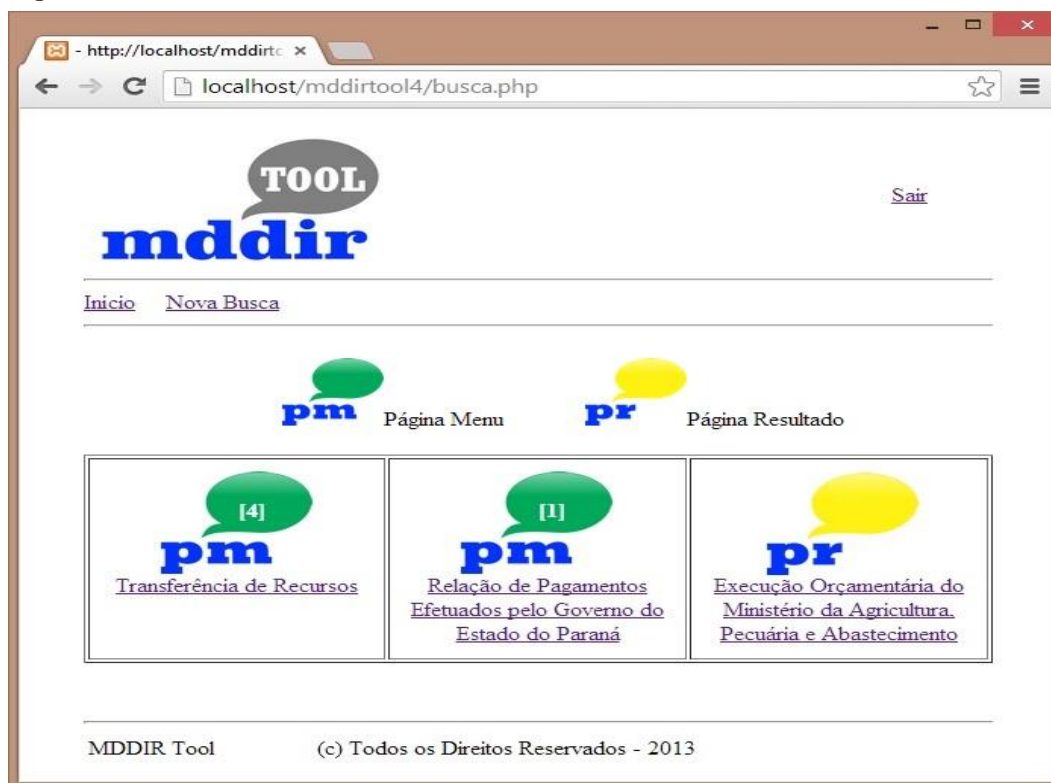 - http://localhost/mddirtc
localhost/mddirtool4/busca.php
TOOL
mddir
Sair
Inicio Nova Busca
pm Página Menu pr Página Resultado
[4]
pm
Transferência de Recursos
[1]
pm
Relação de Pagamentos
Efetuados pelo Governo do
Estado do Paraná
pr
Execução Orçamentária do
Ministério da Agricultura.
Pecuária e Abastecimento
MDDIR Tool (c) Todos os Direitos Reservados - 2013